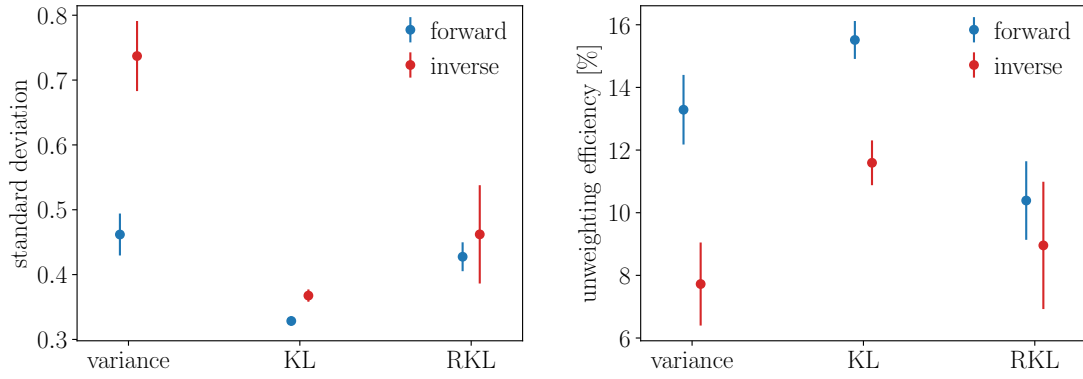 standard deviation
0.8
0.7
0.6
0.5
0.4
0.3
variance
KL
RKL
forward
inverse
unweighting efficiency [%]
16
14
12
10
8
6
variance
KL
RKL
forward
inverse